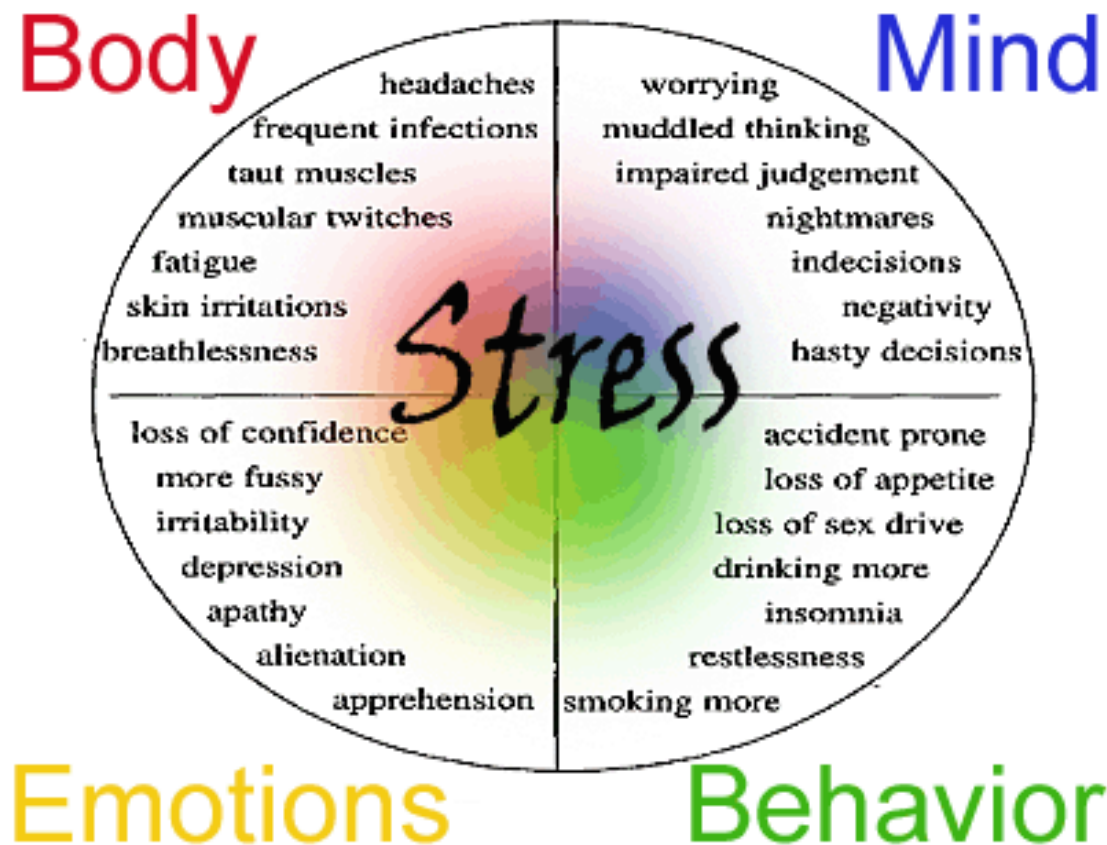 Body
headaches
frequent infections
taut muscles
muscular twitches
fatigue
skin irritations
breathlessness
Mind
worrying
muddled thinking
impaired judgement
nightmares
indecisions
negativity
hasty decisions
Stress
loss of confidence
more fussy
irritability
depression
apathy
alienation
apprehension
Emotions
accident prone
loss of appetite
loss of sex drive
drinking more
insomnia
restlessness
smoking more
Behavior